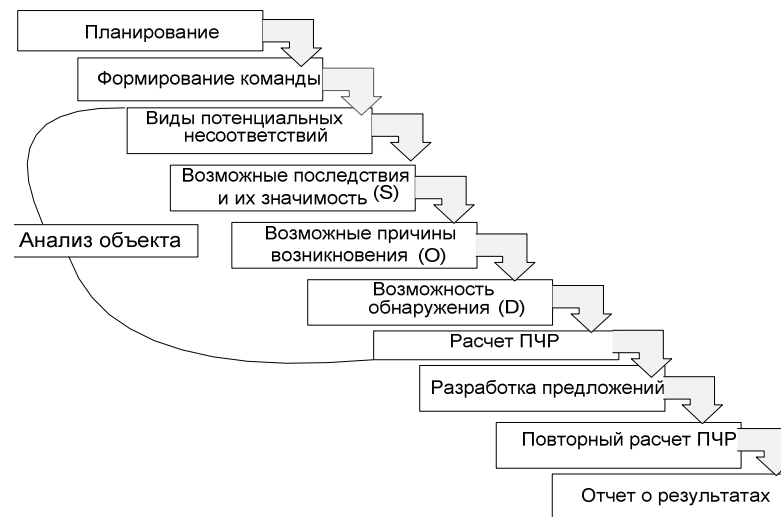 Планирование
Формирование команды
Виды потенциальных
несоответствий
Возможные последствия
и их значимость (S)
Анализ объекта
Возможные причины
возникновения (O)
Возможность
обнаружения (D)
Расчет ПЧР
Разработка предложений
Повторный расчет ПЧР
Отчет о результатах